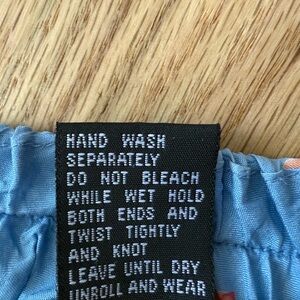 HAND WASH
SEPARATELY
DO NOT BLEACH
WHILE WET HOLD
BOTH ENDS AND
TWIST TIGHTLY
AND KNOT
LEAVE UNTIL DRY
UNROLL AND WEAR